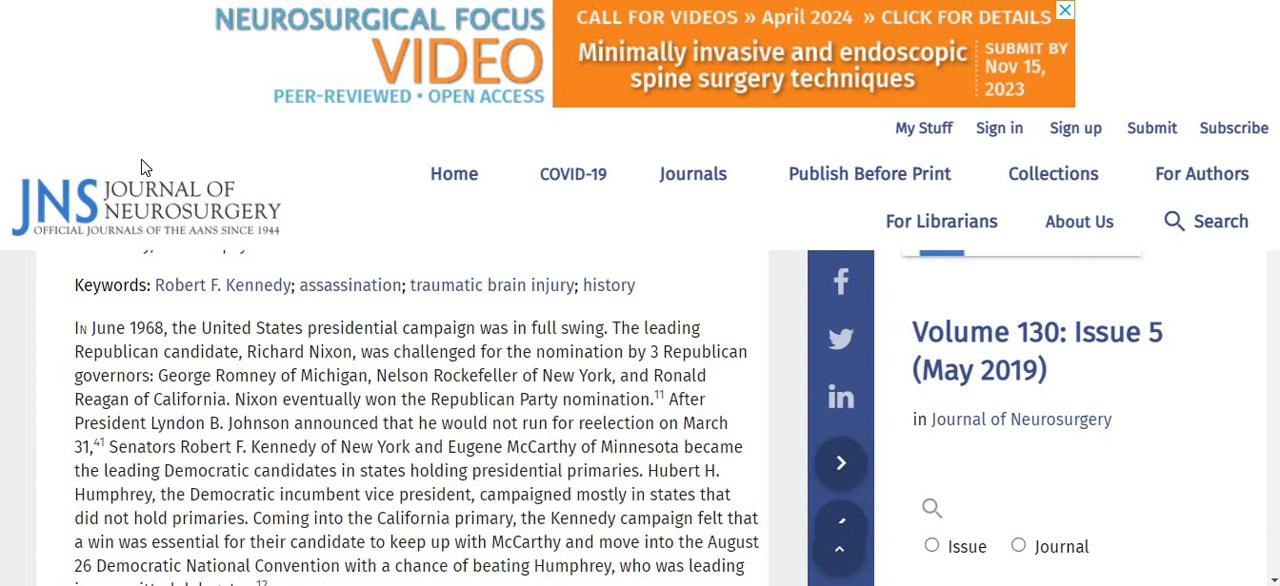 NEUROSURGICAL FOCUS
VIDEO
PEER-REVIEWED • OPEN ACCESS
CALL FOR VIDEOS » April 2024 » CLICK FOR DETAILS
Minimally invasive and endoscopic
spine surgery techniques
SUBMIT BY
Nov 15,
2023
My Stuff Sign in Sign up Submit Subscribe
JNS JOURNAL OF
NEUROSURGERY
OFFICIAL JOURNALS OF THE AANS SINCE 1944
Home COVID-19 Journals Publish Before Print Collections For Authors
For Librarians About Us Search
Keywords: Robert F. Kennedy; assassination; traumatic brain injury; history
In June 1968, the United States presidential campaign was in full swing. The leading
Republican candidate, Richard Nixon, was challenged for the nomination by 3 Republican
governors: George Romney of Michigan, Nelson Rockefeller of New York, and Ronald
Reagan of California. Nixon eventually won the Republican Party nomination.11 After
President Lyndon B. Johnson announced that he would not run for reelection on March
31,41 Senators Robert F. Kennedy of New York and Eugene McCarthy of Minnesota became
the leading Democratic candidates in states holding presidential primaries. Hubert H.
Humphrey, the Democratic incumbent vice president, campaigned mostly in states that
did not hold primaries. Coming into the California primary, the Kennedy campaign felt that
a win was essential for their candidate to keep up with McCarthy and move into the August
26 Democratic National Convention with a chance of beating Humphrey, who was leading
12
Volume 130: Issue 5
(May 2019)
in Journal of Neurosurgery
Issue Journal